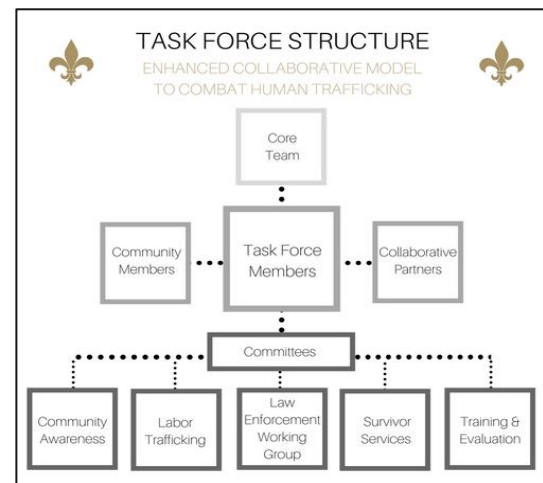 TASK FORCE STRUCTURE
ENHANCED COLLABORATIVE MODEL
TO COMBAT HUMAN TRAFFICKING
Core
Team
Community
Members
Task Force
Members
Collaborative
Partners
Committees
Community
Awareness
Labor
Trafficking
Law
Enforcement
Working
Group
Survivor
Services
Training &
Evaluation